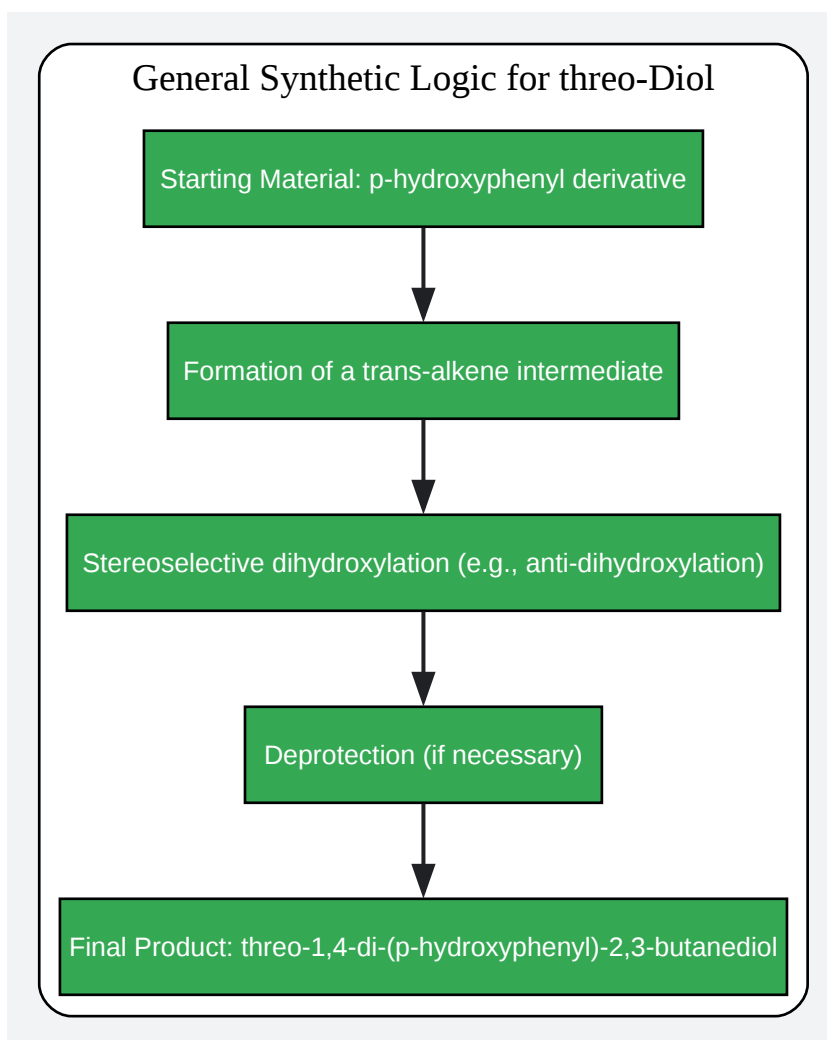 General Synthetic Logic for threo-Diol
Starting Material: p-hydroxyphenyl derivative
Formation of a trans-alkene intermediate
Stereoselective dihydroxylation (e.g., anti-dihydroxylation)
Deprotection (if necessary)
Final Product: threo-1,4-di-(p-hydroxyphenyl)-2,3-butanediol